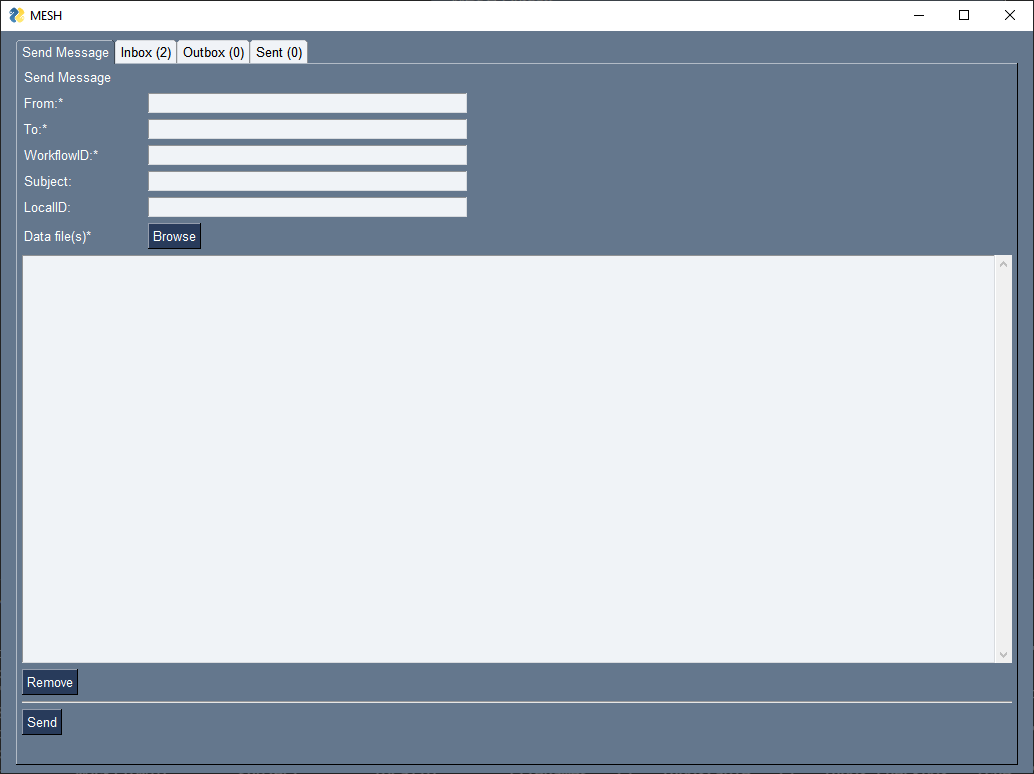 MESH
Send Message Inbox (2) Outbox (0) Sent (0)
Send Message
From:*
To:*
WorkflowID:*
Subject:
LocalID:
Data file(s)* Browse
Remove
Send